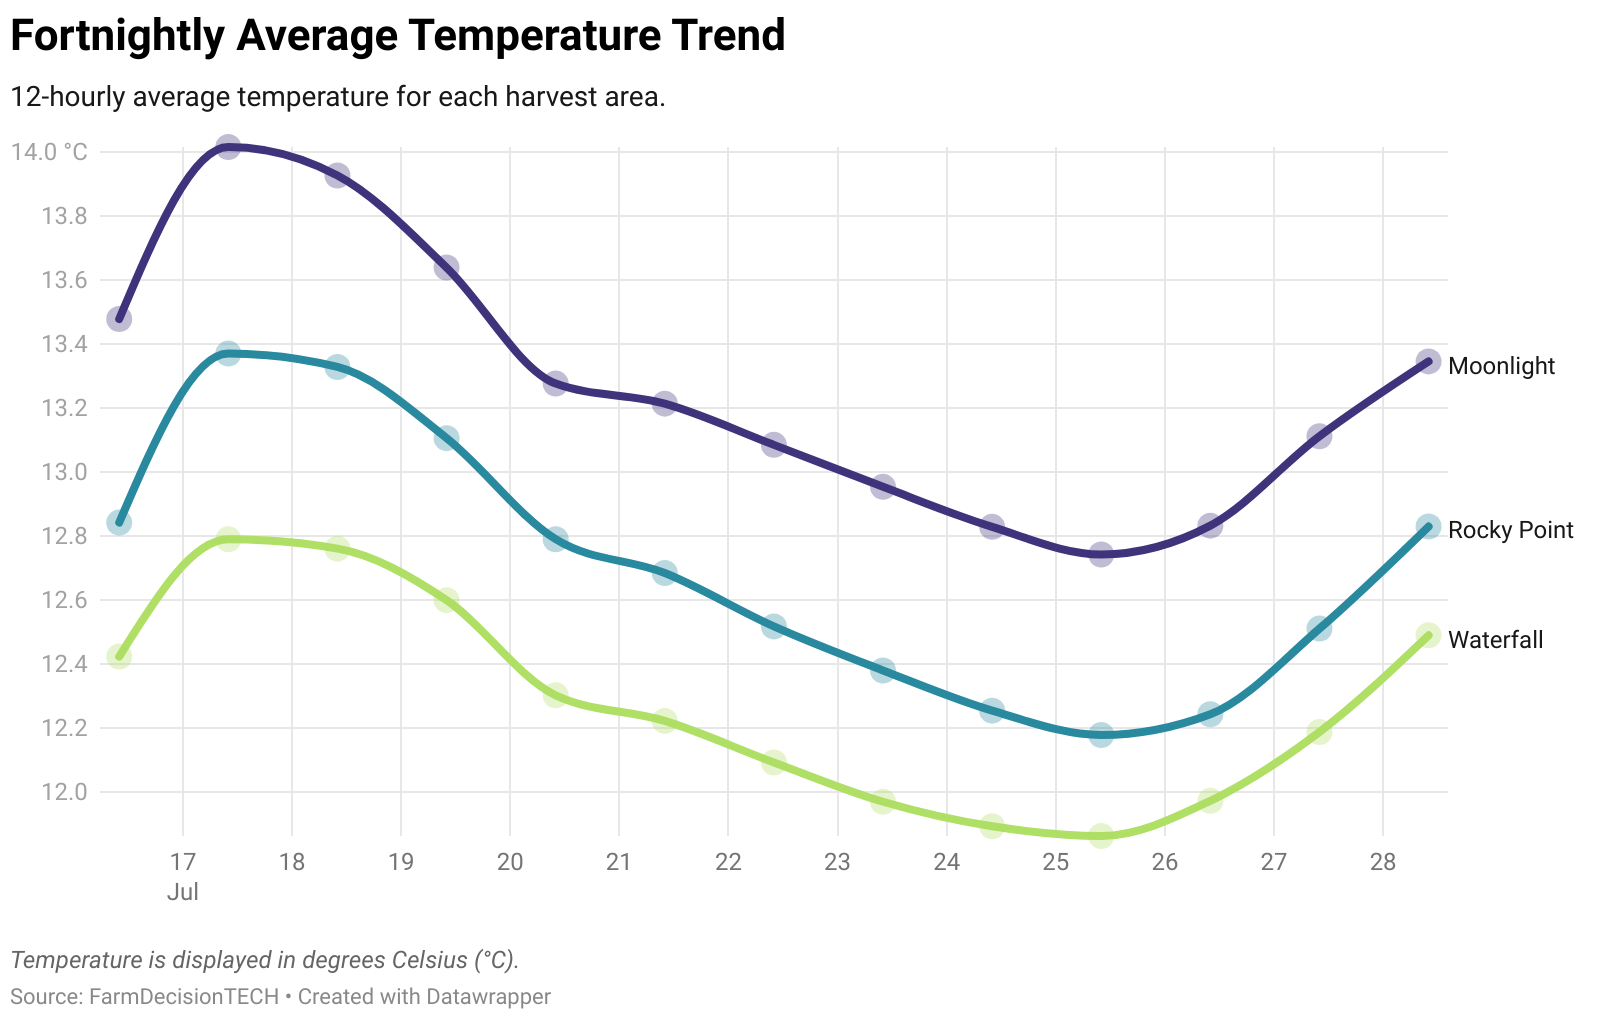 Fortnightly Average Temperature Trend
12-hourly average temperature for each harvest area.
14.0 °C
13.8
13.6
13.4
13.2
13.0
12.8
12.6
12.4
12.2
12.0
Moonlight
Rocky Point
Waterfall
17 18 19 20 21 22 23 24 25 26 27 28
Jul
Temperature is displayed in degrees Celsius (°C).
Source: FarmDecisionTECH • Created with Datawrapper